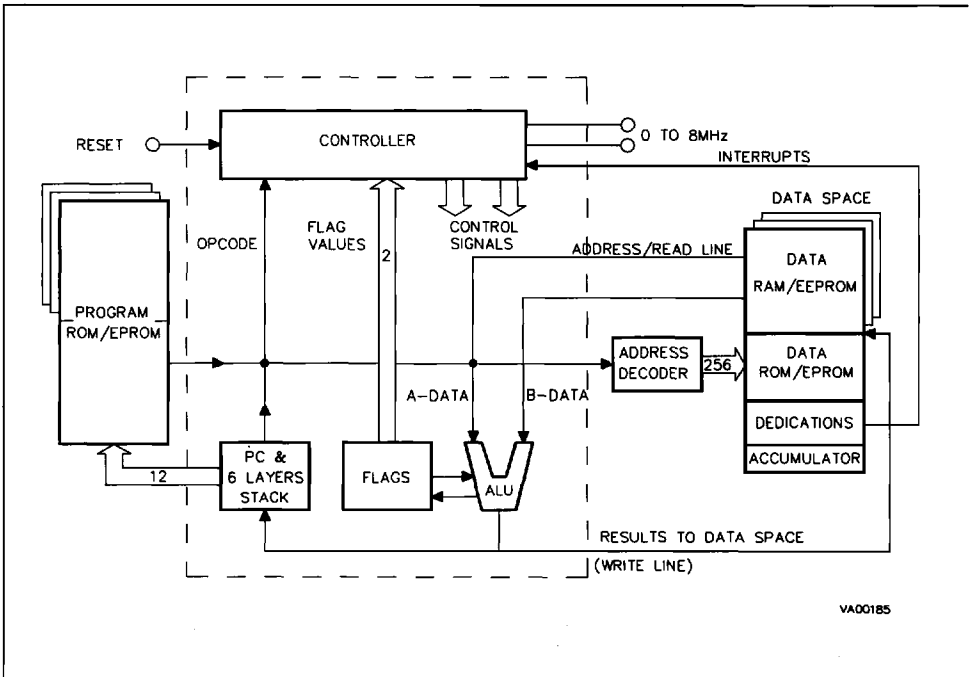 CONTROLLER
RESET
0 TO 8MHz
INTERRUPTS
OPCODE
FLAG
VALUES
2
CONTROL
SIGNALS
DATA SPACE
ADDRESS/READ LINE
DATA
RAM/EEPROM
PROGRAM
ROM/EPROM
ADDRESS
DECODER
256
DATA
ROM/EPROM
A-DATA
B-DATA
DEDICATIONS
ACCUMULATOR
12
PC &
6 LAYERS
STACK
FLAGS
ALU
RESULTS TO DATA SPACE
(WRITE LINE)
VA00185